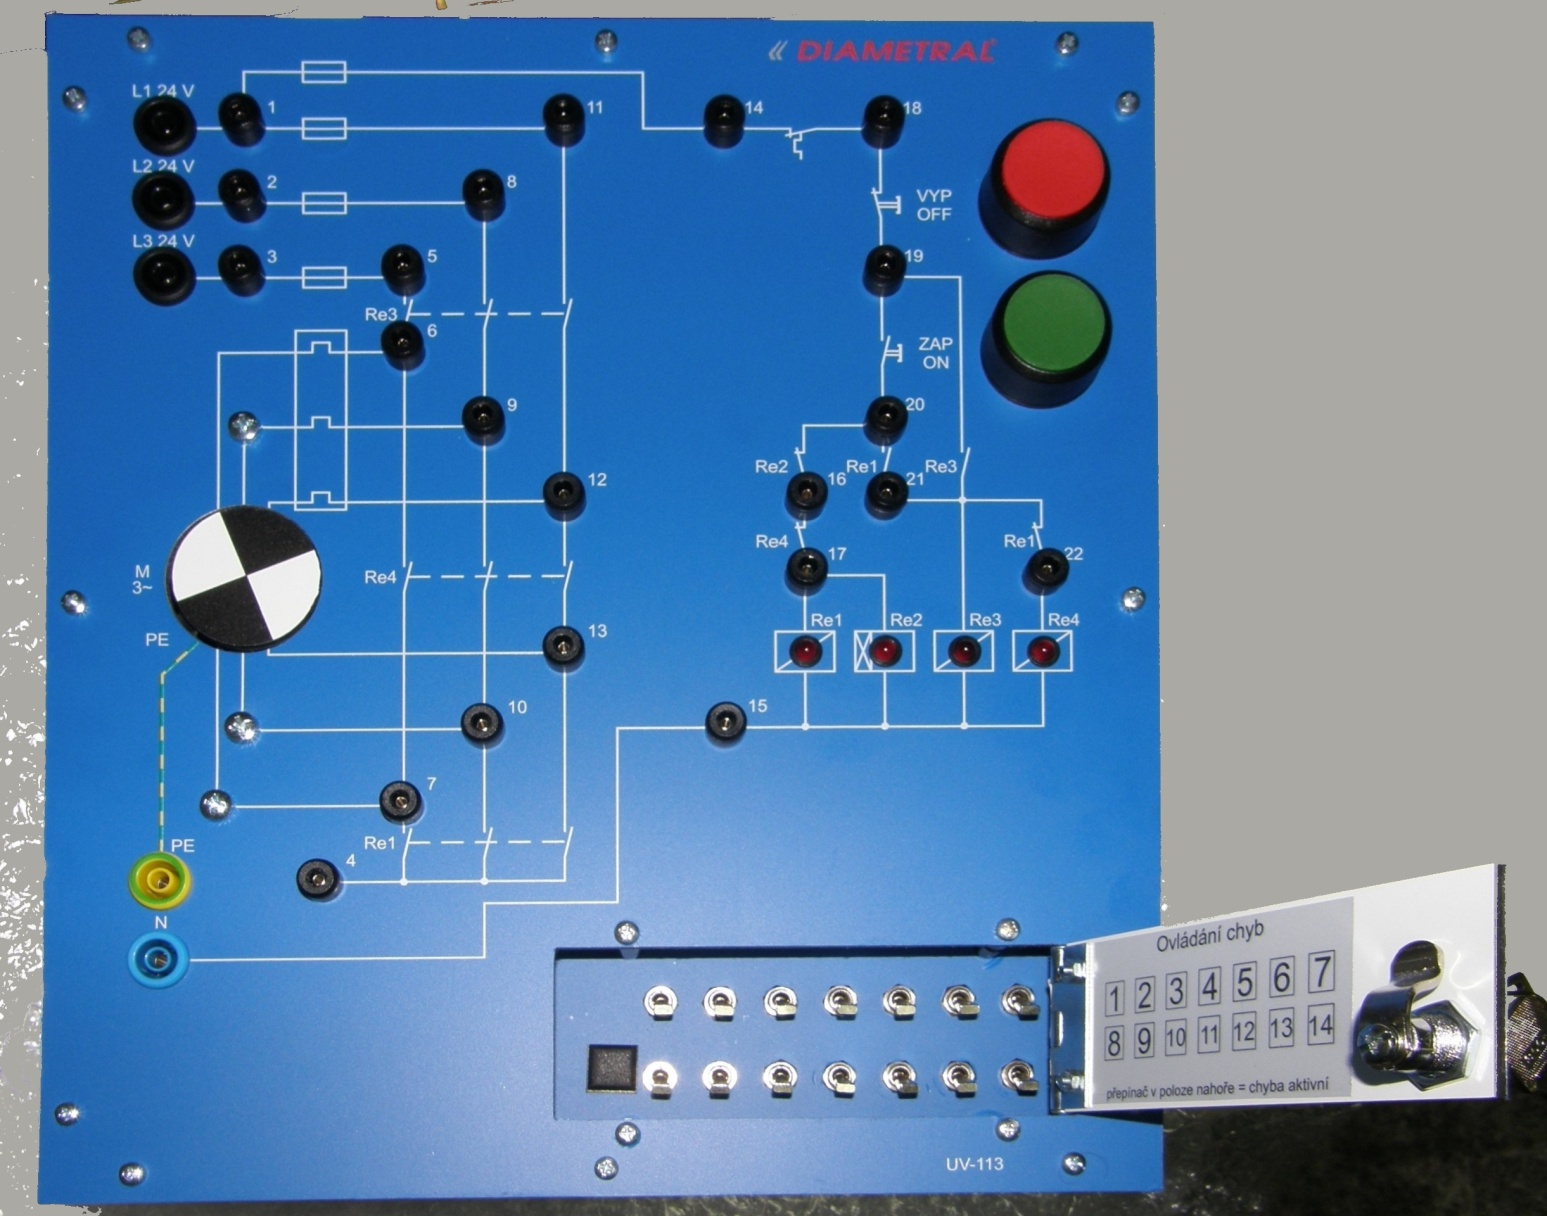 DIAMETRAL
L1 24 V
1
11
14
18
L2 24 V
2
8
VYP
OFF
L3 24 V
3
5
19
Re3
6
ZAP
ON
9
20
Re2
Re1
Re3
12
16
21
Re4
Re1
17
22
M
3~
Re4
PE
13
Re1
Re2
Re3
Re4
10
15
7
Re1
PE
4
N
Ovládání chyb
1 2 3 4 5 6 7
8 9 10 11 12 13 14
přepínač v poloze nahoře = chyba aktivní
UV-113